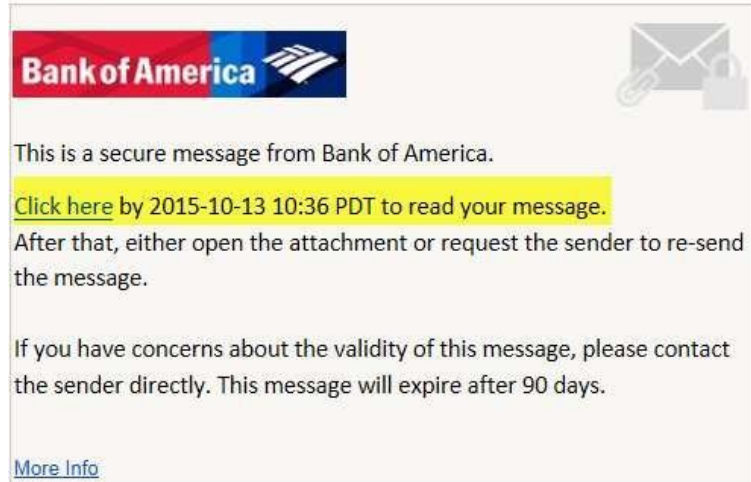 Bank of America
This is a secure message from Bank of America.
Click here by 2015-10-13 10:36 PDT to read your message.
After that, either open the attachment or request the sender to re-send
the message.
If you have concerns about the validity of this message, please contact
the sender directly. This message will expire after 90 days.
More Info